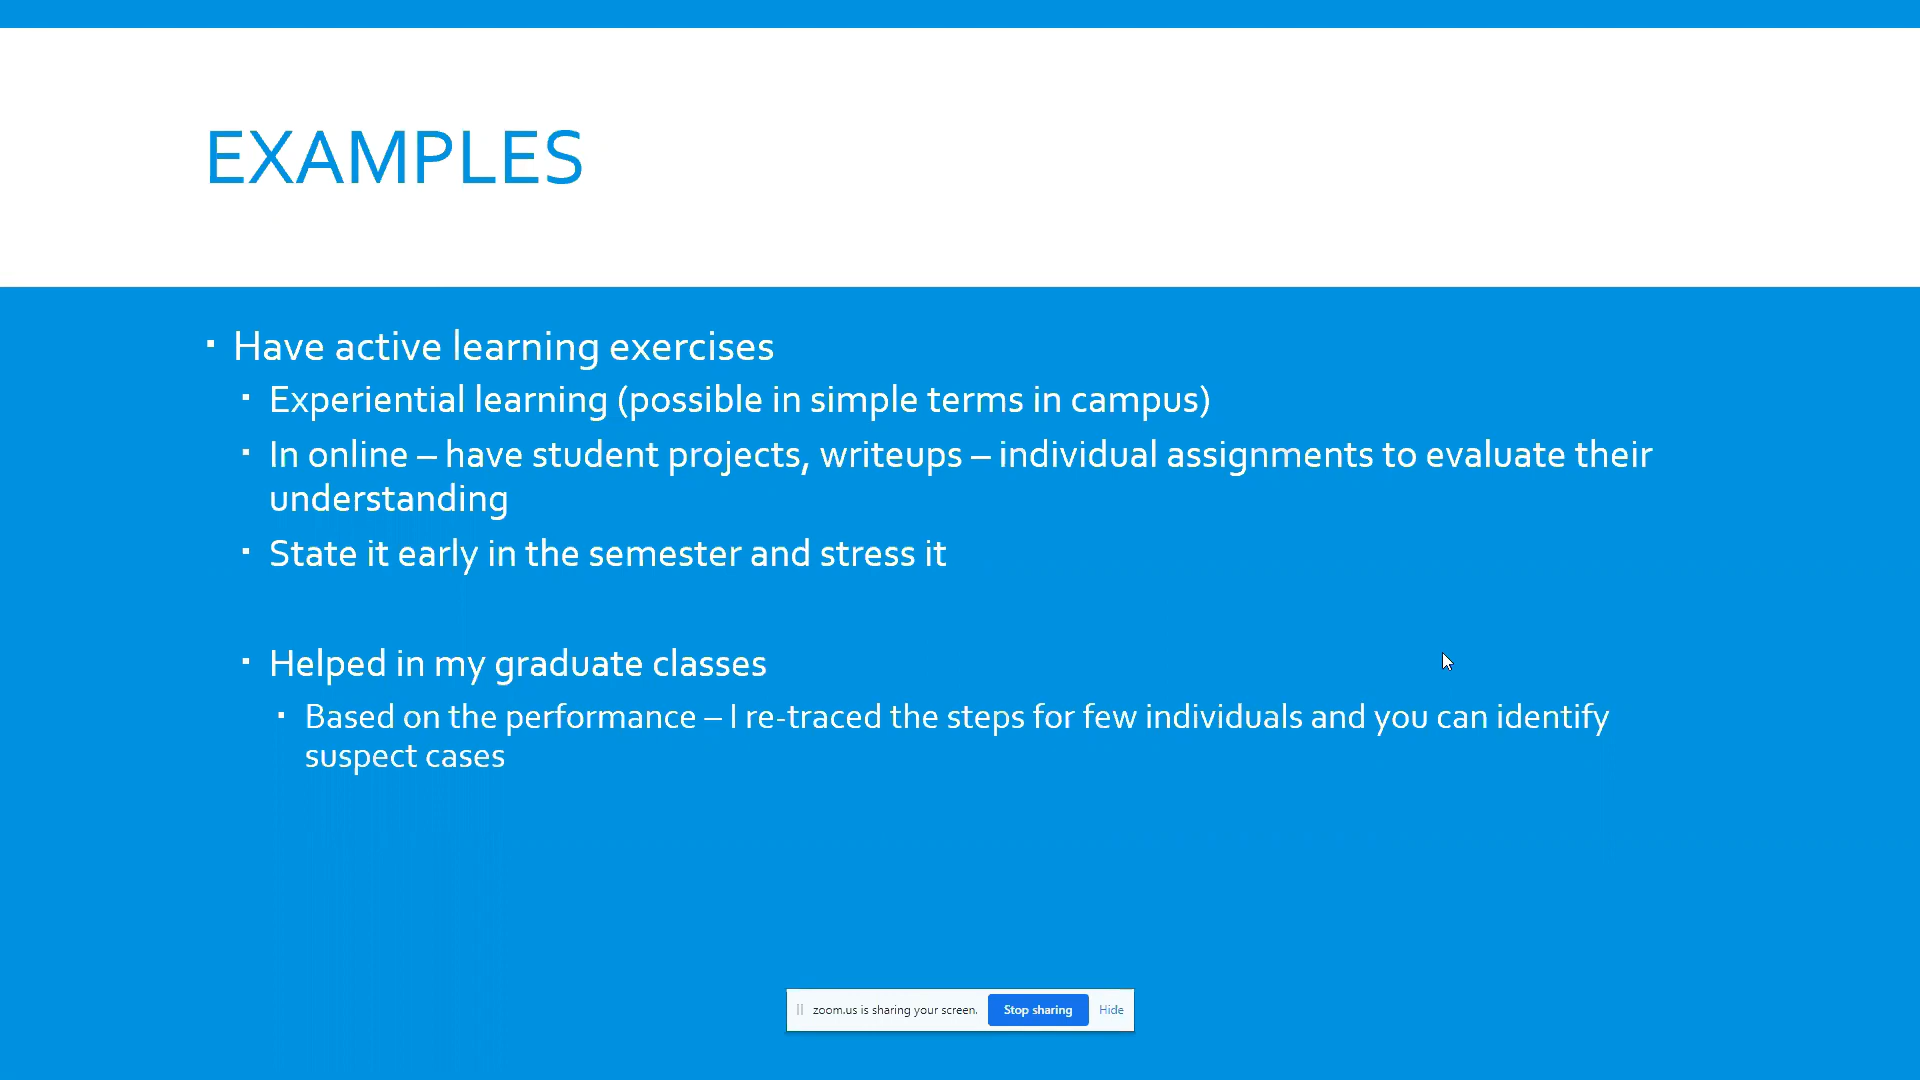 EXAMPLES
▪ Have active learning exercises
▪ Experiential learning (possible in simple terms in campus)
▪ In online – have student projects, writeups – individual assignments to evaluate their
understanding
▪ State it early in the semester and stress it
▪ Helped in my graduate classes
▪ Based on the performance – I re-traced the steps for few individuals and you can identify
suspect cases
zoom.us is sharing your screen. Stop sharing Hide